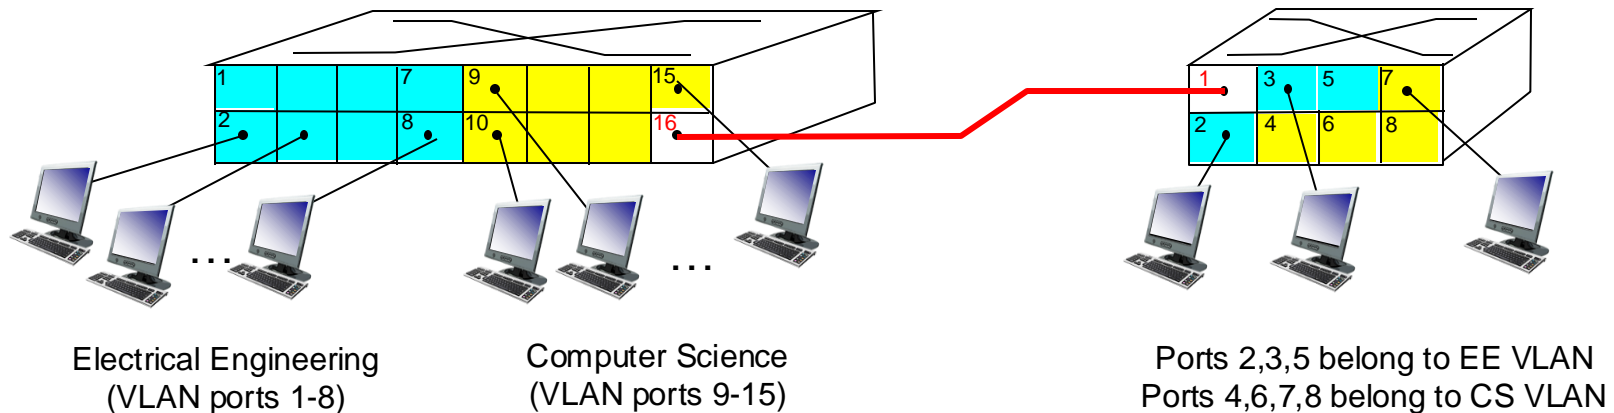 1 7 9 15
2 8 10 16
1 3 5 7
2 4 6 8
... ...
Electrical Engineering
(VLAN ports 1-8)
Computer Science
(VLAN ports 9-15)
Ports 2,3,5 belong to EE VLAN
Ports 4,6,7,8 belong to CS VLAN